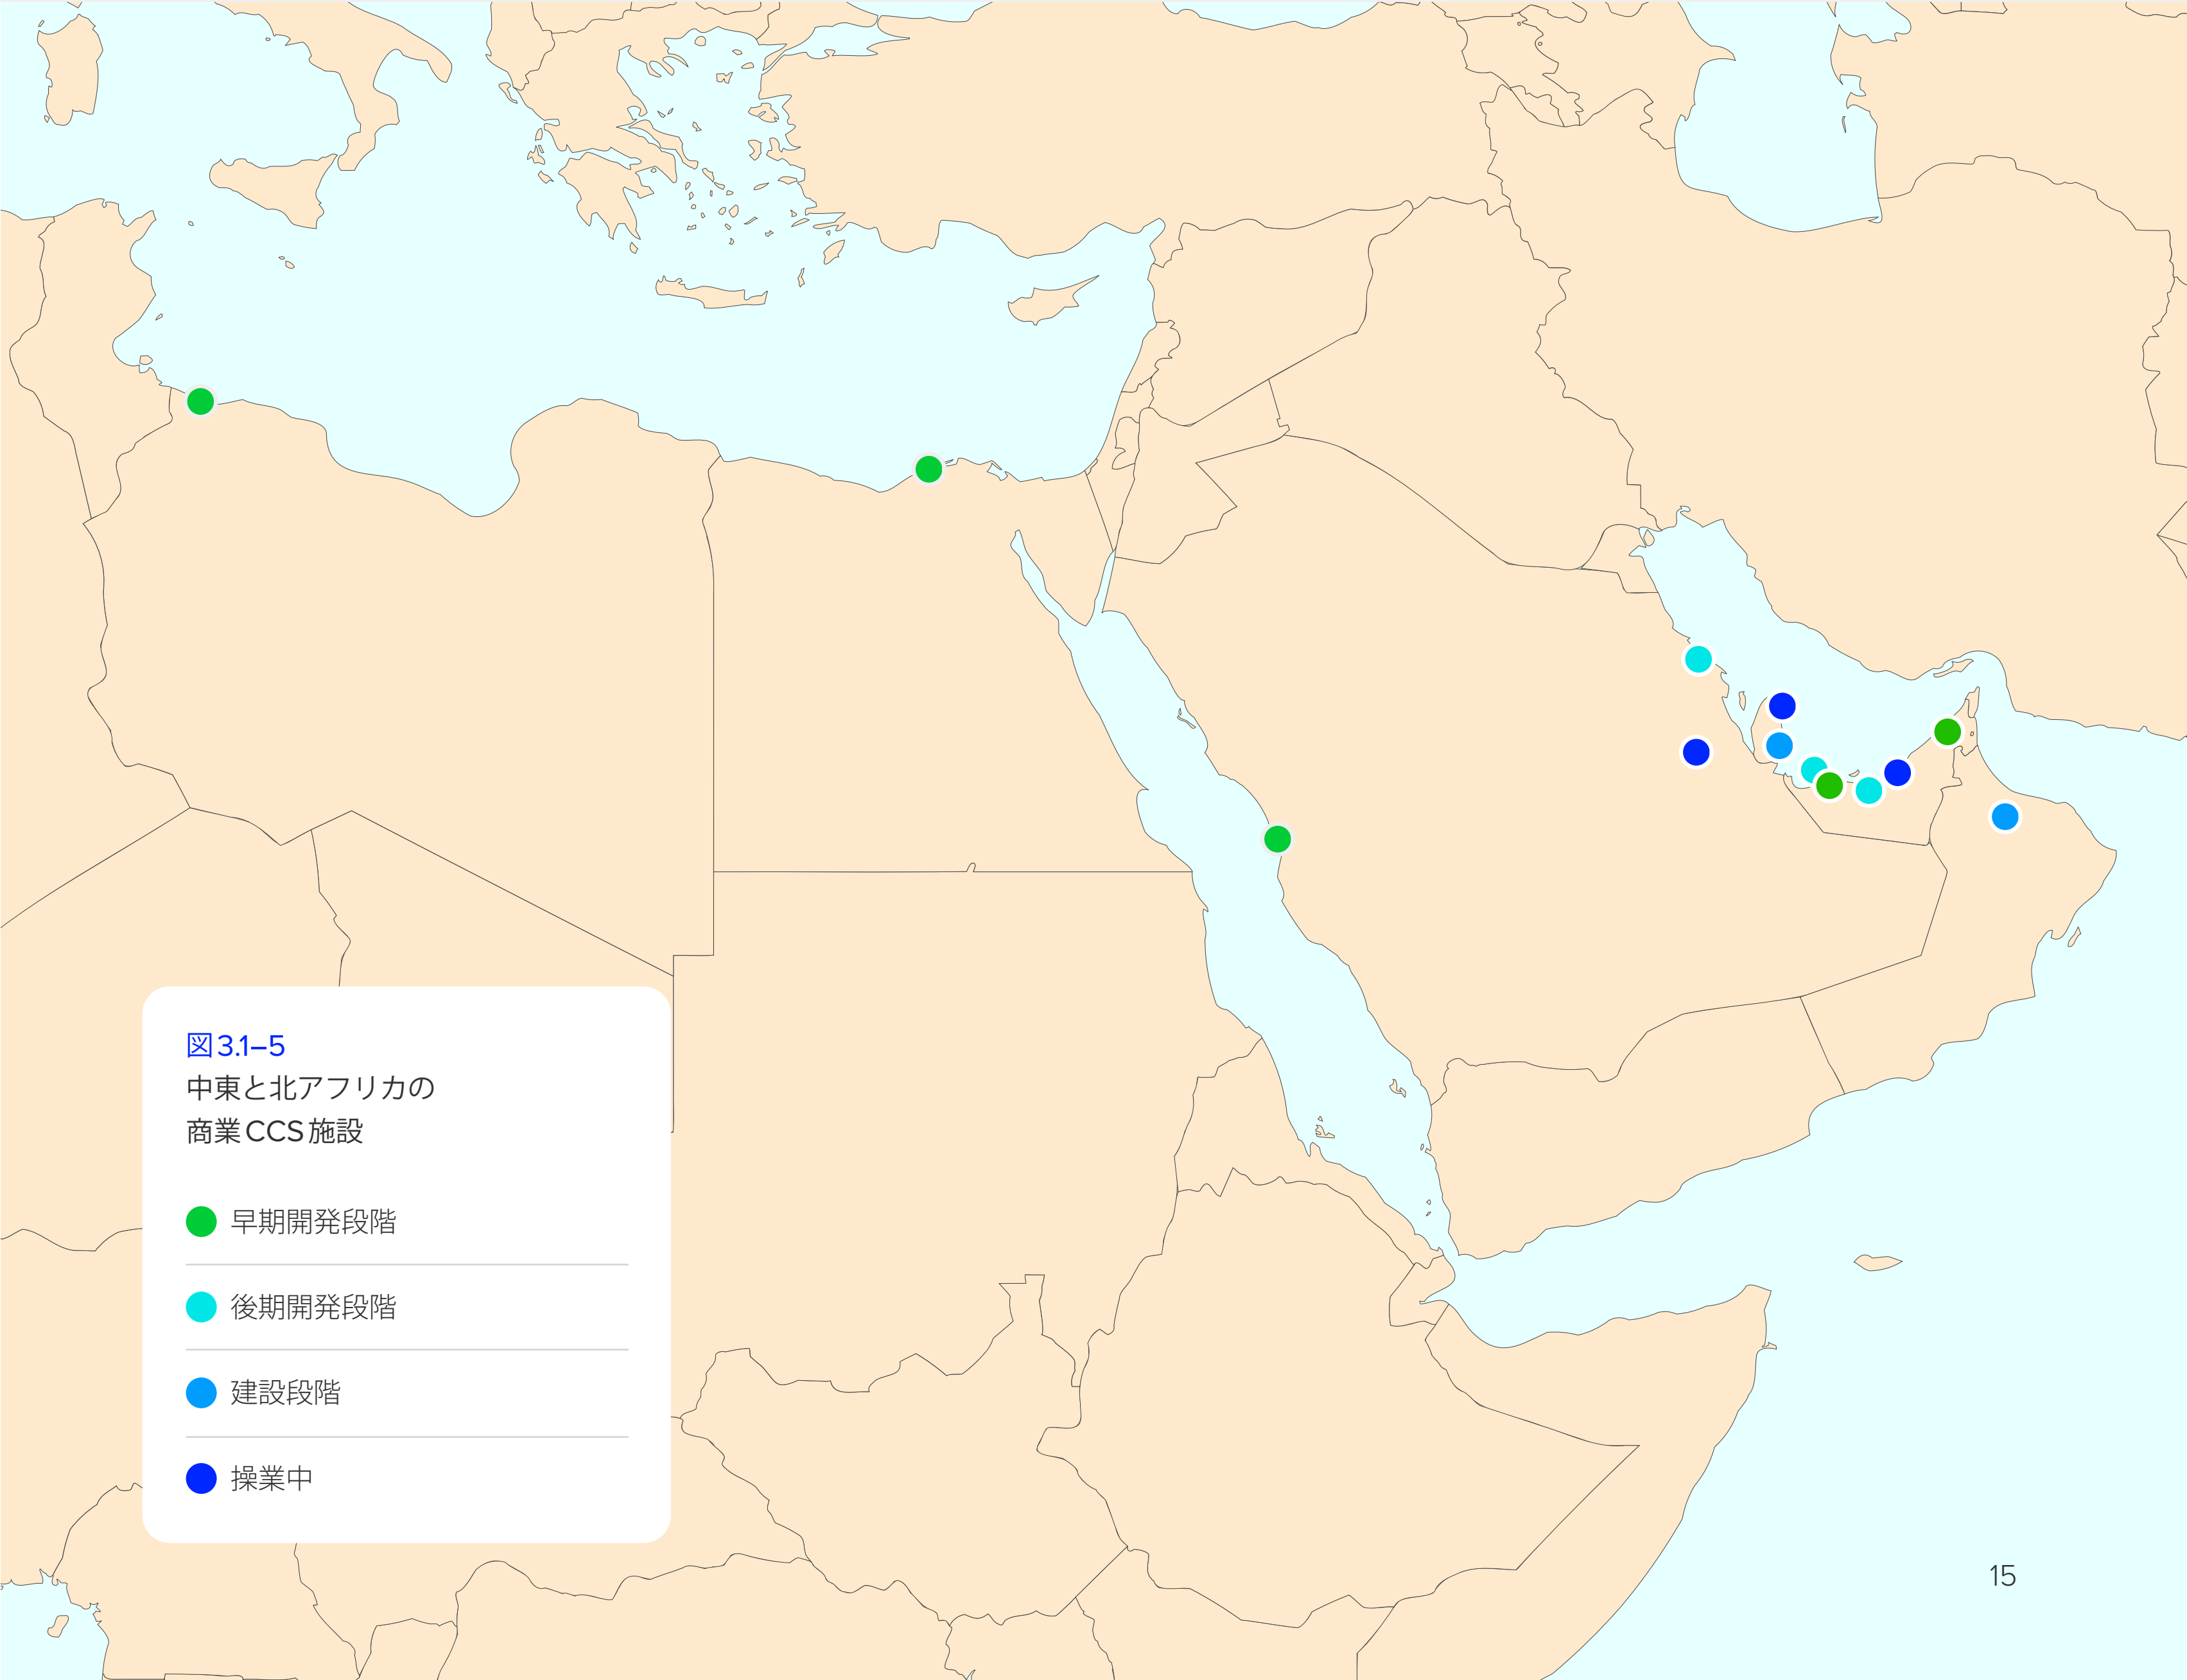 図3.1–5
中東と北アフリカの
商業CCS施設
早期開発段階
後期開発段階
建設段階
操業中
15